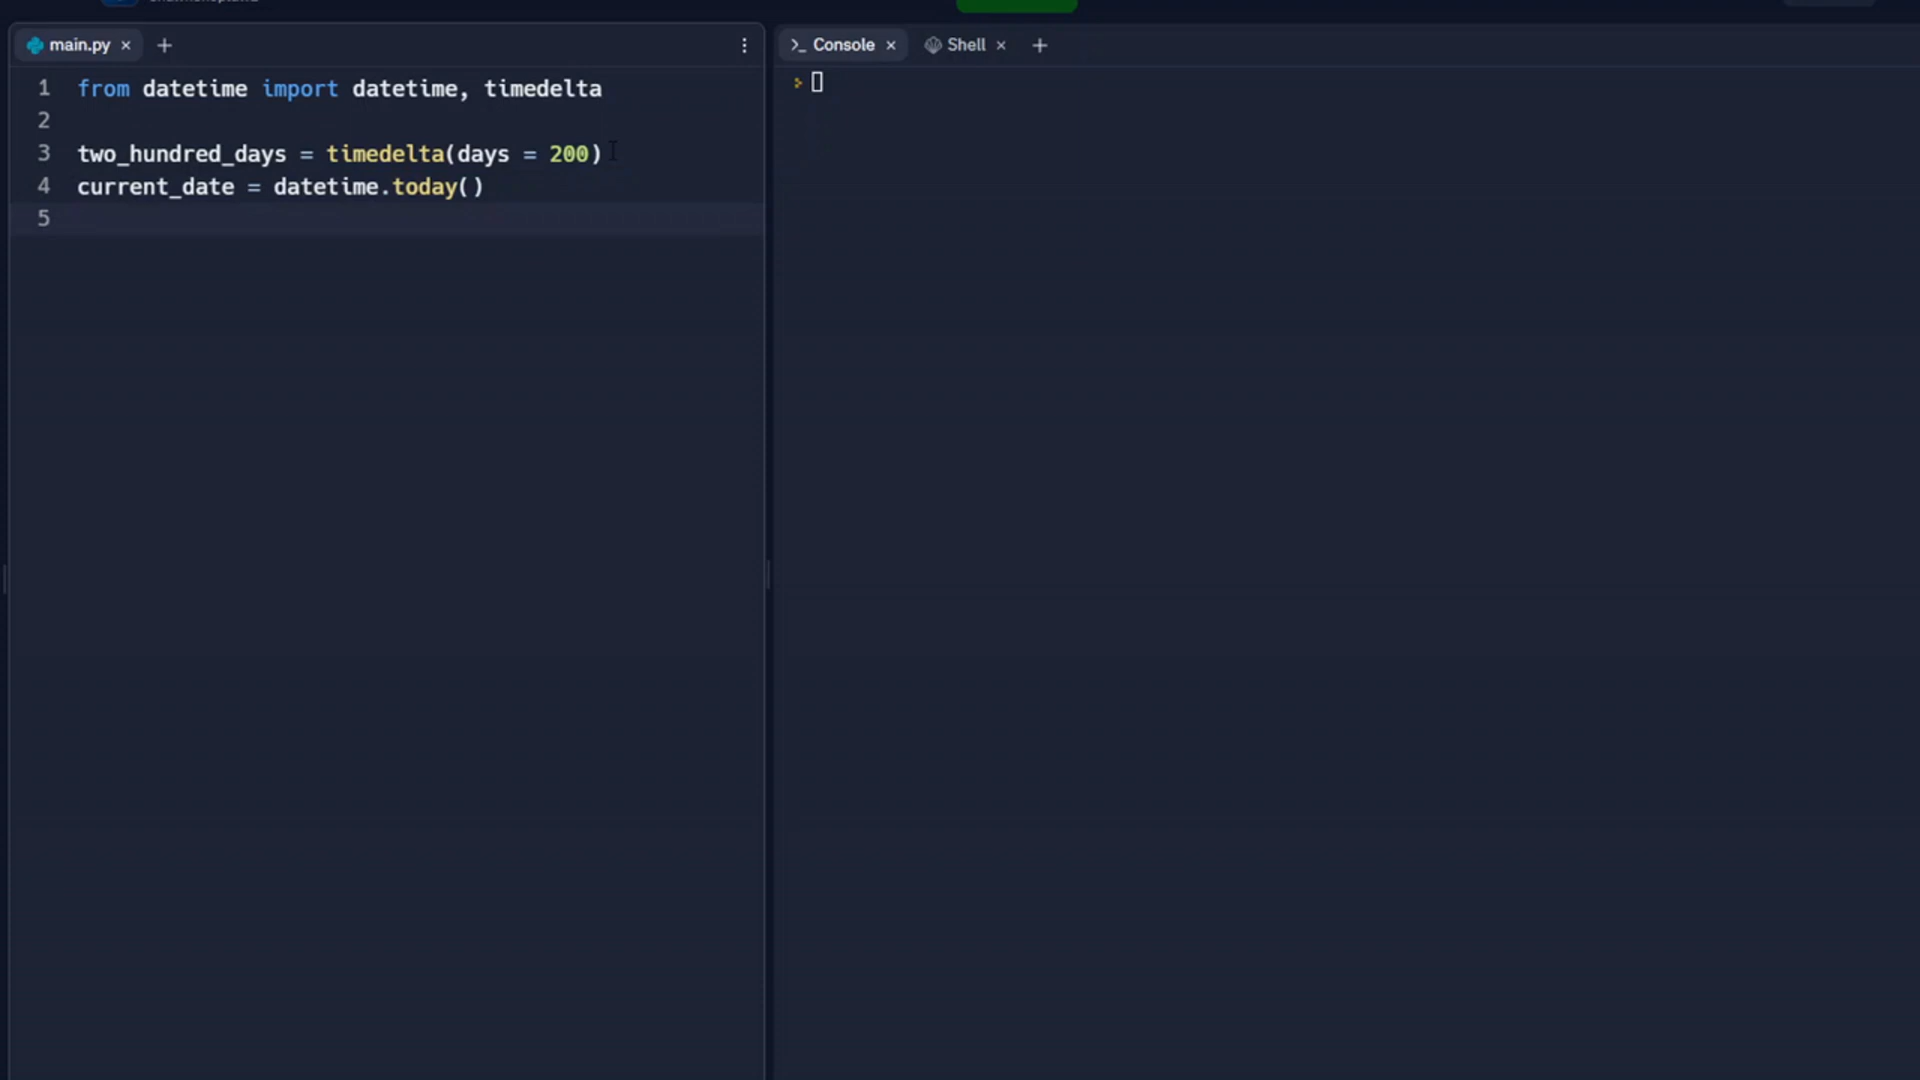 main.py × +
1 from datetime import datetime, timedelta
2
3 two_hundred_days = timedelta(days = 200)
4 current_date = datetime.today()
5
>_ Console × Shell × +